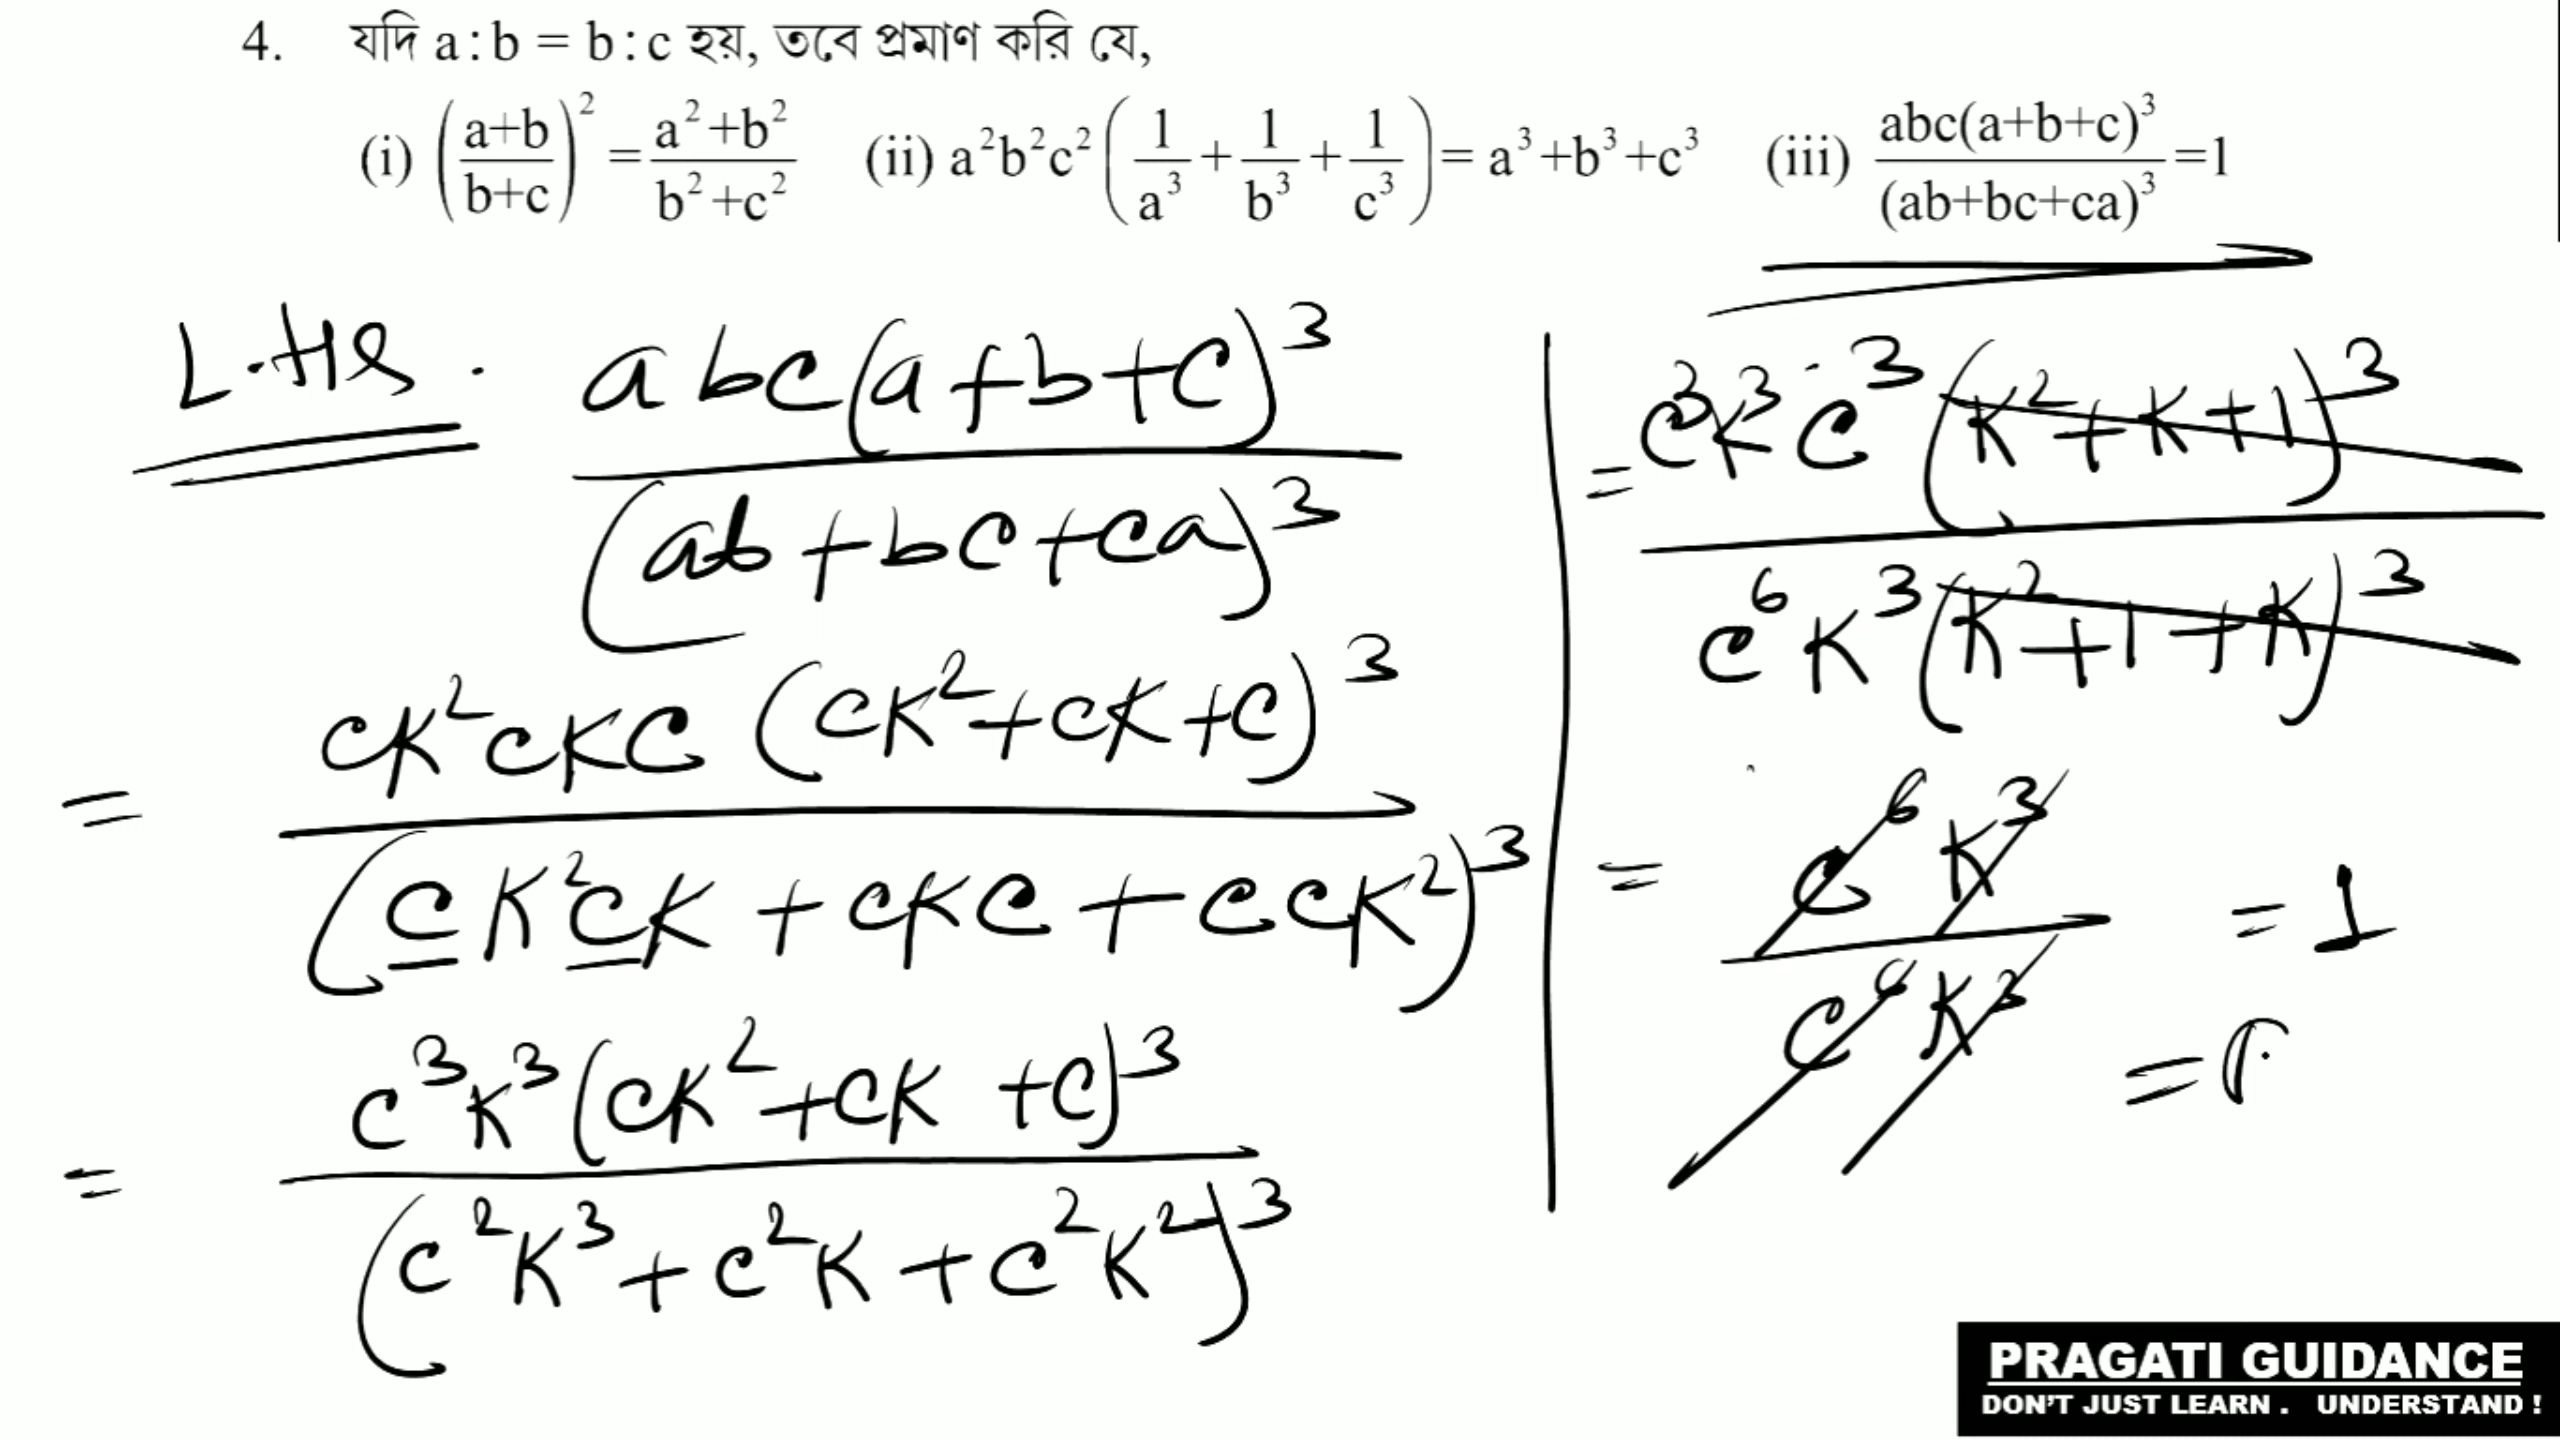 4. যদি a : b = b : c হয়, তবে প্রমাণ করি যে,
(i) ((a+b)/(b+c))² = (a²+b²)/(b²+c²) (ii) a²b²c²(1/a³ + 1/b³ + 1/c³) = a³+b³+c³ (iii) abc(a+b+c)³/(ab+bc+ca)³ =1
L.HS. abc(a+b+c)³/(ab+bc+ca)³
= ck²ckc (ck²+ck+c)³/(ck²ck + ckc + cck²)³
= c³k³(ck²+ck+c)³/(c²k³+c²k+c²k²)³
= c³k³c³(k²+k+1)³/c⁶k³(k²+1+k)³
= c⁶k³/c⁶k³ = 1
=
PRAGATI GUIDANCE
DON'T JUST LEARN . UNDERSTAND !